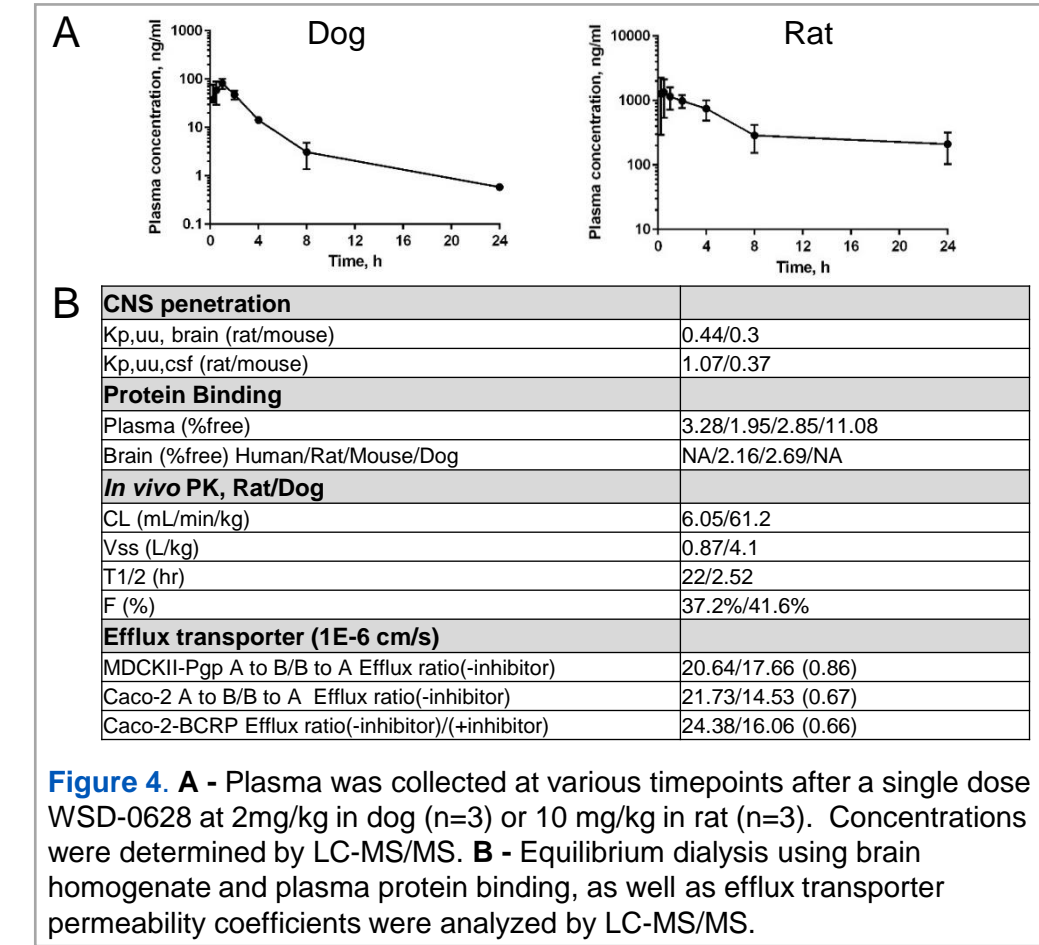 A
Dog
Plasma concentration, ng/ml
1000
100
10
1
0.1
0 4 8 12 16 20 24
Time, h
Rat
Plasma concentration, ng/ml
10000
1000
100
10
0 4 8 12 16 20 24
Time, h
B
CNS penetration
Kp,uu, brain (rat/mouse) 0.44/0.3
Kp,uu,csf (rat/mouse) 1.07/0.37
Protein Binding
Plasma (%free) 3.28/1.95/2.85/11.08
Brain (%free) Human/Rat/Mouse/Dog NA/2.16/2.69/NA
In vivo PK, Rat/Dog
CL (mL/min/kg) 6.05/61.2
Vss (L/kg) 0.87/4.1
T1/2 (hr) 22/2.52
F (%) 37.2%/41.6%
Efflux transporter (1E-6 cm/s)
MDCKII-Pgp A to B/B to A Efflux ratio(-inhibitor) 20.64/17.66 (0.86)
Caco-2 A to B/B to A  Efflux ratio(-inhibitor) 21.73/14.53 (0.67)
Caco-2-BCRP Efflux ratio(-inhibitor)/(+inhibitor) 24.38/16.06 (0.66)
Figure 4. A - Plasma was collected at various timepoints after a single dose
WSD-0628 at 2mg/kg in dog (n=3) or 10 mg/kg in rat (n=3).  Concentrations
were determined by LC-MS/MS. B - Equilibrium dialysis using brain
homogenate and plasma protein binding, as well as efflux transporter
permeability coefficients were analyzed by LC-MS/MS.